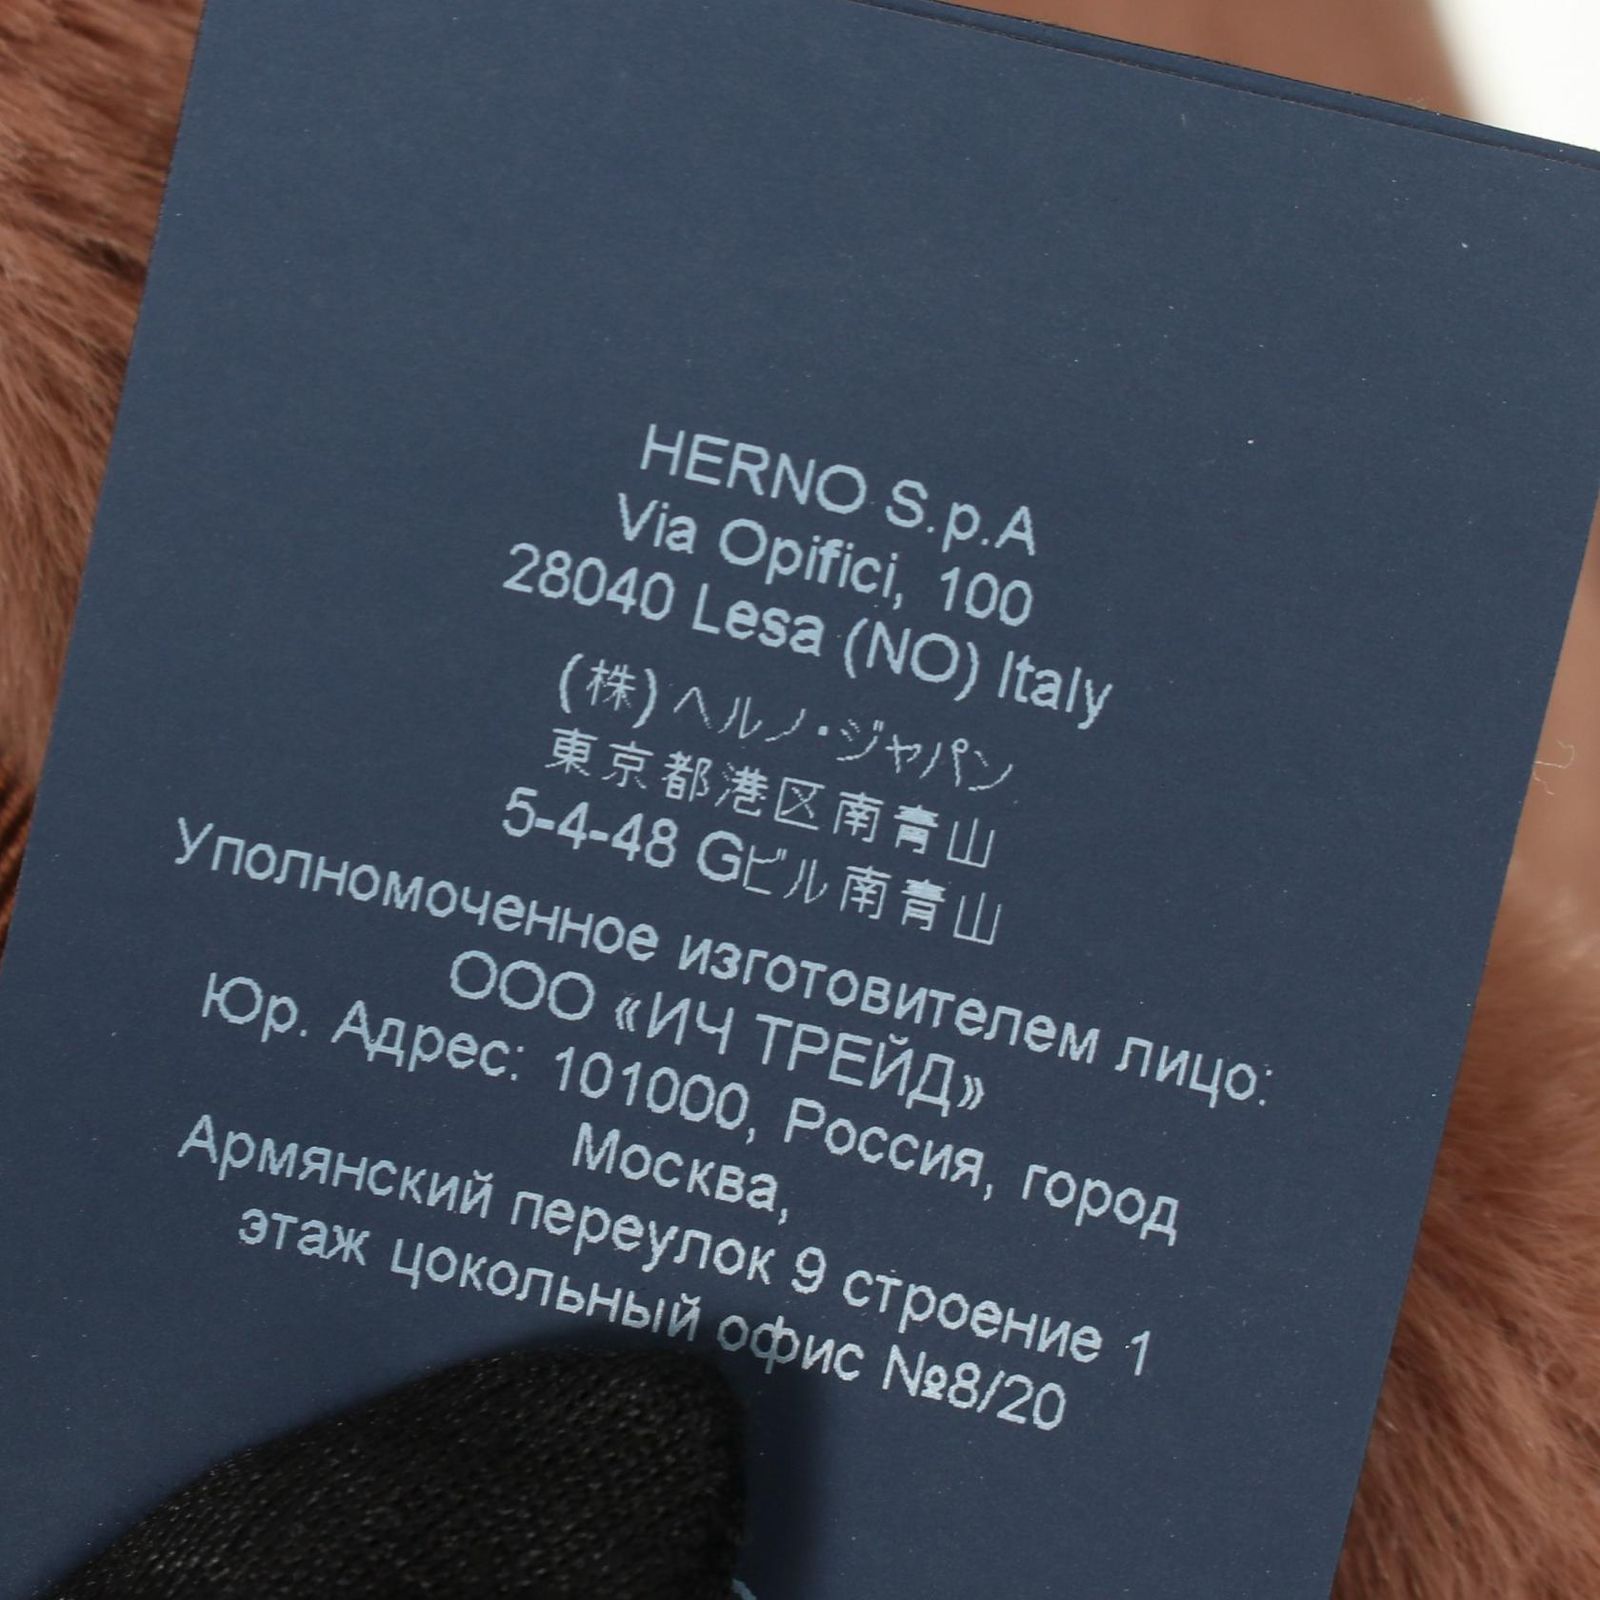 HERNO S.p.A
Via Opifici, 100
28040 Lesa (NO) Italy
(株) ヘルノ・ジャパン
東京都港区南青山
5-4-48 Gビル南青山
Уполномоченное изготовителем лицо:
ООО «ИЧ ТРЕЙД»
Юр. Адрес: 101000, Россия, город
Москва,
Армянский переулок 9 строение 1
этаж цокольный офис №8/20